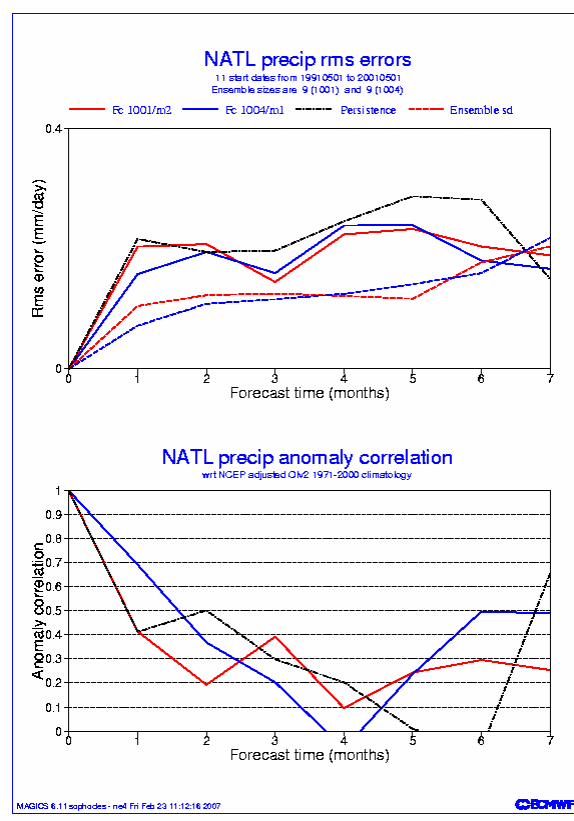 NATL precip rms errors
11 start dates from 19910501 to 20010501
Ensemble sizes are 9 (1001) and 9 (1004)
Fc 1001/m2 Fc 1004/m1 Persistence Ensemble sd
0.4
Rms error (mm/day)
0
0 1 2 3 4 5 6 7
Forecast time (months)
NATL precip anomaly correlation
wrt NCEP adjusted OIv2 1971-2000 climatology
1
0.9
0.8
0.7
0.6
0.5
0.4
0.3
0.2
0.1
0
Anomaly correlation
0 1 2 3 4 5 6 7
Forecast time (months)
MAGICS 6.11 sophodes - ne4 Fri Feb 23 11:12:16 2007
ECMWF